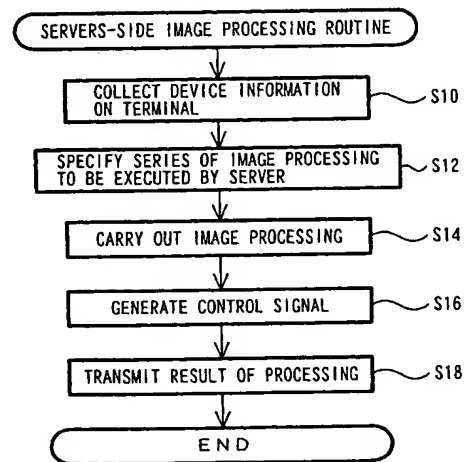 SERVERS-SIDE IMAGE PROCESSING ROUTINE
COLLECT DEVICE INFORMATION
ON TERMINAL
S10
SPECIFY SERIES OF IMAGE PROCESSING
TO BE EXECUTED BY SERVER
S12
CARRY OUT IMAGE PROCESSING
S14
GENERATE CONTROL SIGNAL
S16
TRANSMIT RESULT OF PROCESSING
S18
END